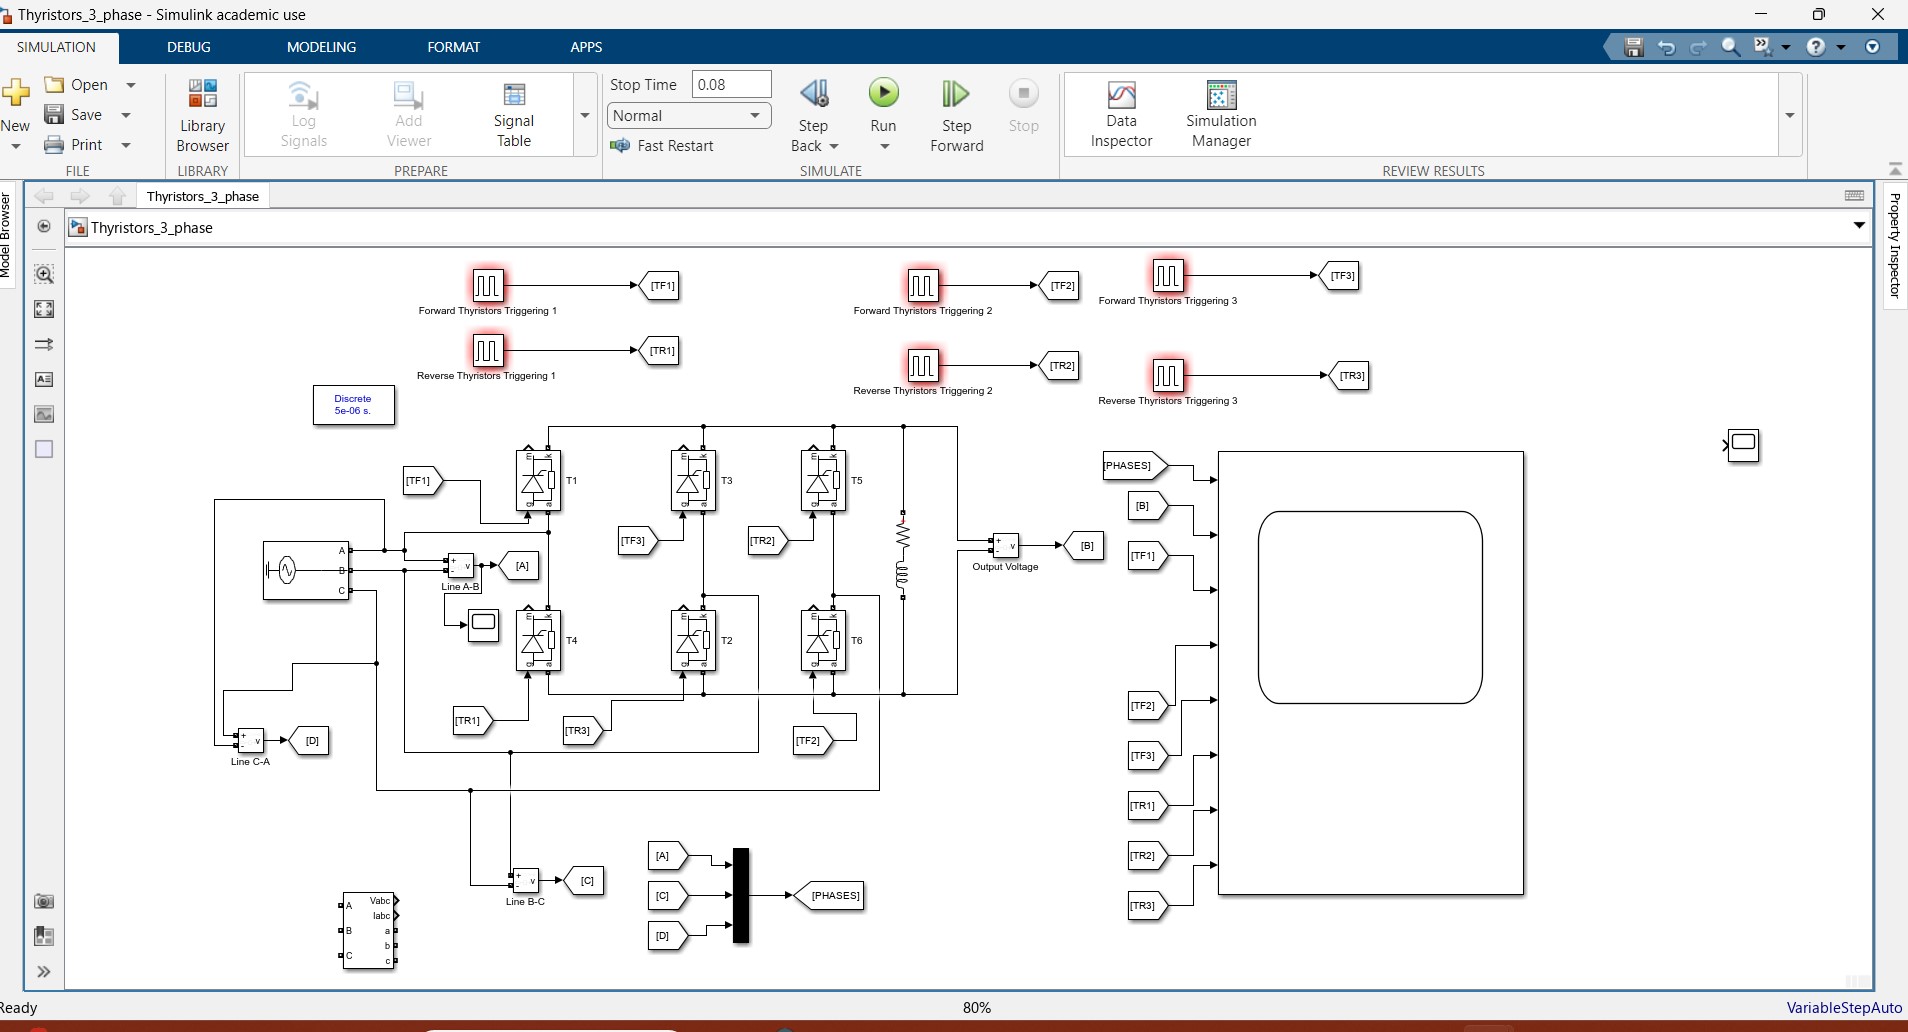 Thyristors_3_phase - Simulink academic use
SIMULATION DEBUG MODELING FORMAT APPS
New
Open
Save
Print
FILE
Library
Browser
LIBRARY
Log
Signals
Add
Viewer
Signal
Table
PREPARE
Stop Time 0.08
Normal
Fast Restart
Step
Back
Run
Step
Forward
Stop
SIMULATE
Data
Inspector
Simulation
Manager
REVIEW RESULTS
Model Browser
Property Inspector
Thyristors_3_phase
Thyristors_3_phase
[TF1]
Forward Thyristors Triggering 1
[TF2]
Forward Thyristors Triggering 2
[TF3]
Forward Thyristors Triggering 3
[TR1]
Reverse Thyristors Triggering 1
[TR2]
Reverse Thyristors Triggering 2
[TR3]
Reverse Thyristors Triggering 3
Discrete
5e-06 s.
[TF1]
m k
g a
T1
[TF3]
m k
g a
T3
[TR2]
m k
g a
T5
A
B
C
+
-
v
Line A-B
[A]
m k
g a
T4
m k
g a
T2
m k
g a
T6
+
+
-
v
Output Voltage
[B]
[TR1]
[TR3]
[TF2]
+
-
v
Line C-A
[D]
+
-
v
Line B-C
[C]
A
B
C
Vabc
Iabc
a
b
c
[A]
[C]
[D]
[PHASES]
[PHASES]
[B]
[TF1]
[TF2]
[TF3]
[TR1]
[TR2]
[TR3]
Ready
80%
VariableStepAuto